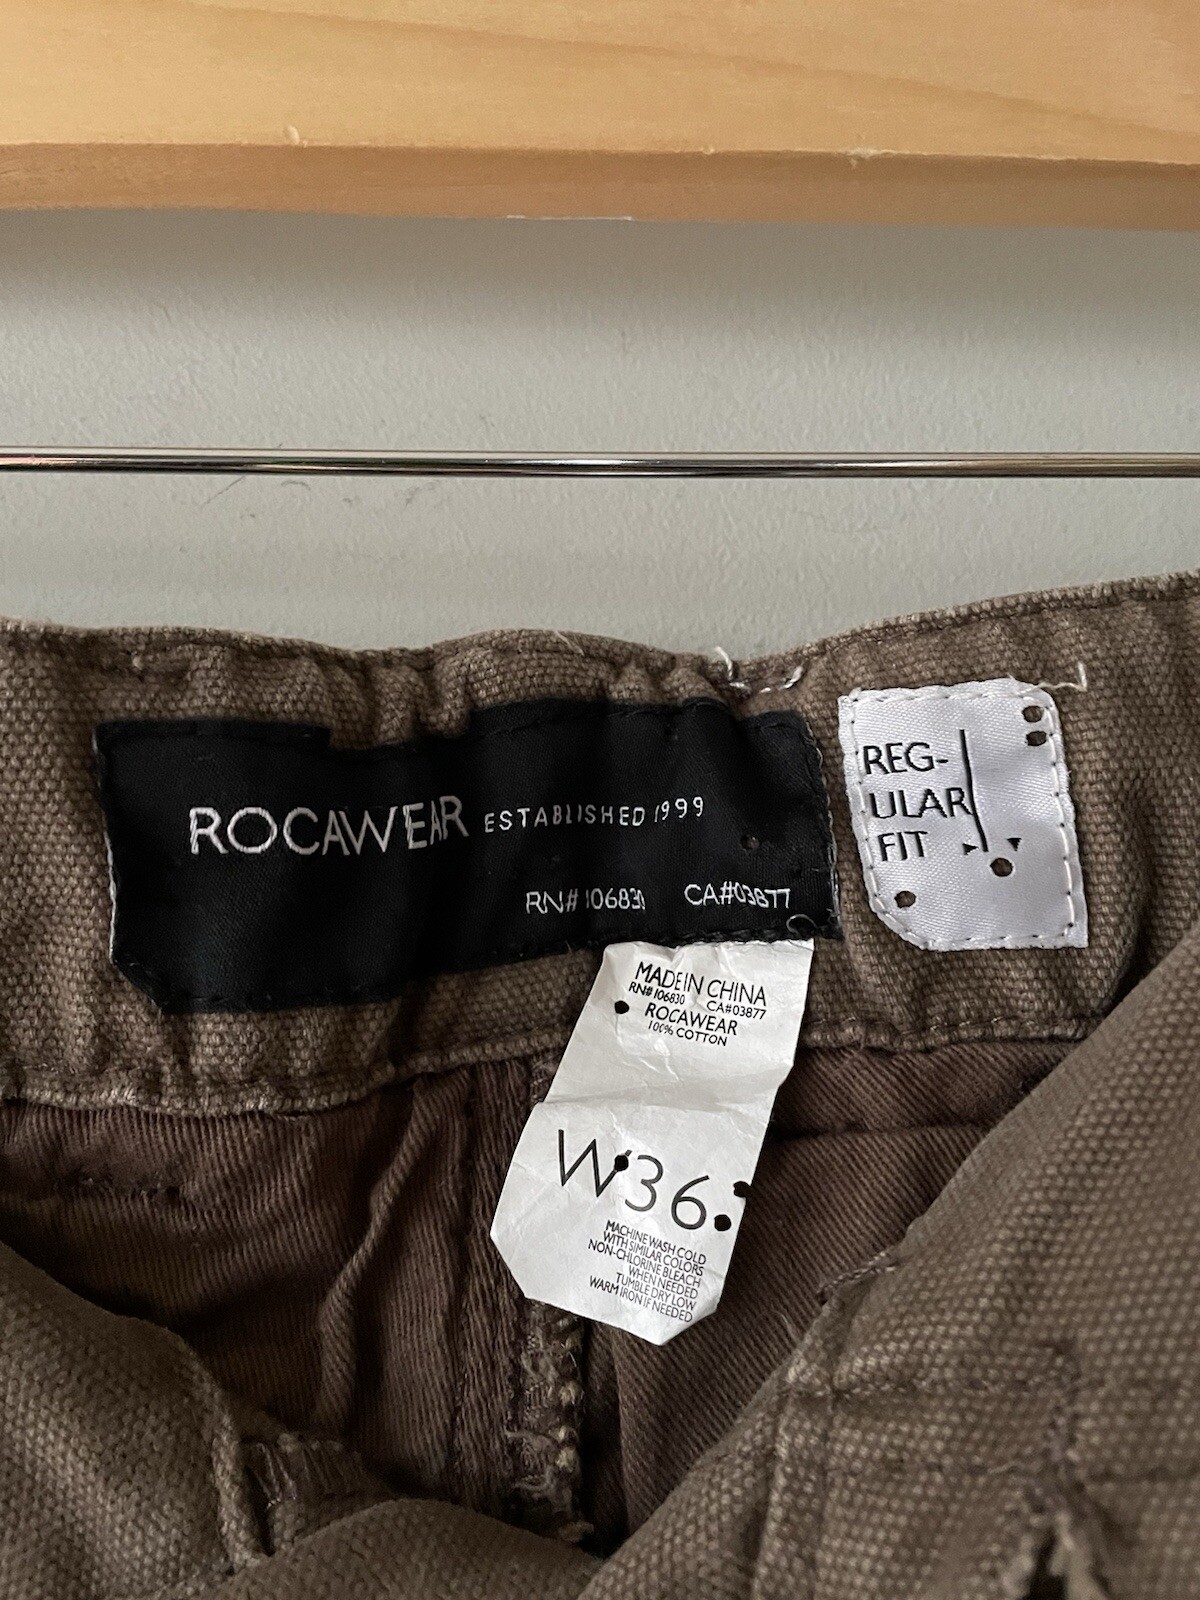 ROCAWEAR ESTABLISHED 1999
RN# 106830 CA#03877
REG-
ULAR
FIT
MADE IN CHINA
RN#106830 CA#03877
ROCAWEAR
100% COTTON
W36
MACHINE WASH COLD
WITH SIMILAR COLORS
NON-CHLORINE BLEACH
WHEN NEEDED
TUMBLE DRY LOW
WARM IRON IF NEEDED